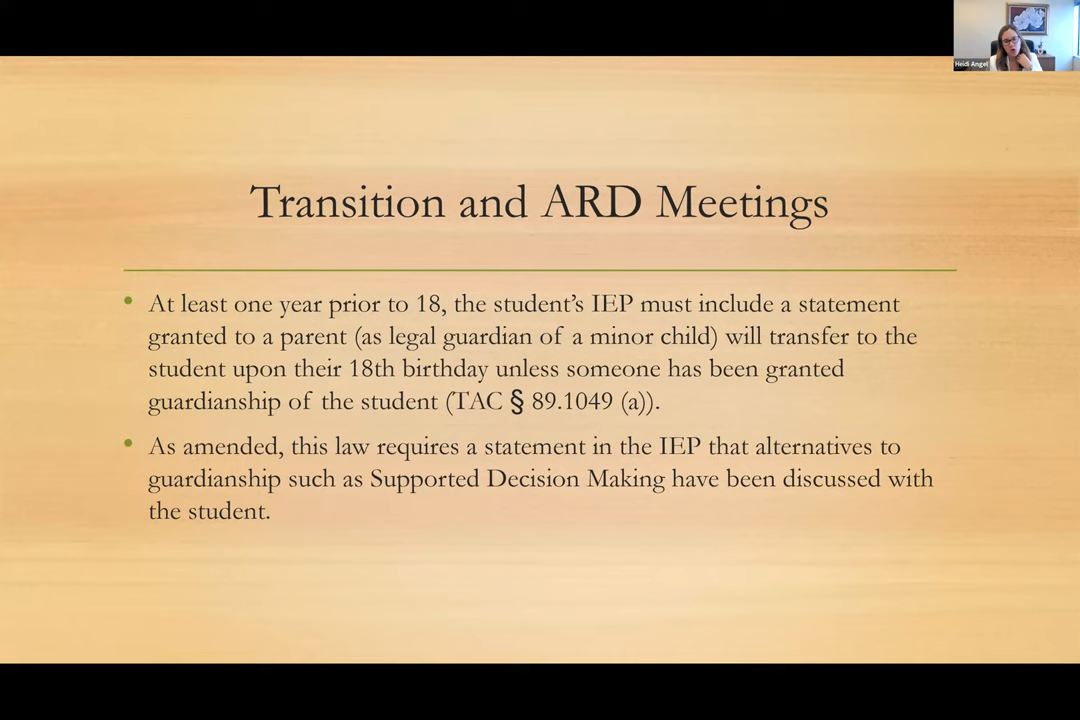 Heidi Angel
Transition and ARD Meetings
• At least one year prior to 18, the student's IEP must include a statement
granted to a parent (as legal guardian of a minor child) will transfer to the
student upon their 18th birthday unless someone has been granted
guardianship of the student (TAC § 89.1049 (a)).
• As amended, this law requires a statement in the IEP that alternatives to
guardianship such as Supported Decision Making have been discussed with
the student.